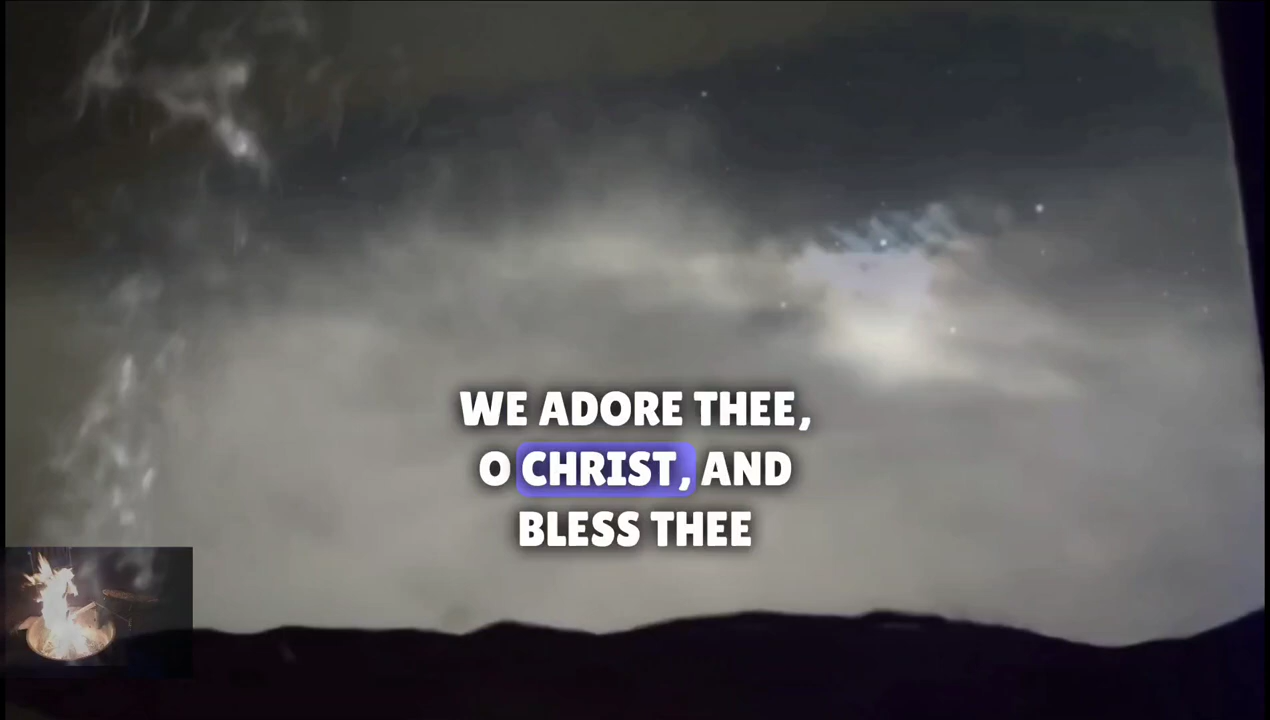 WE ADORE THEE,
O CHRIST, AND
BLESS THEE